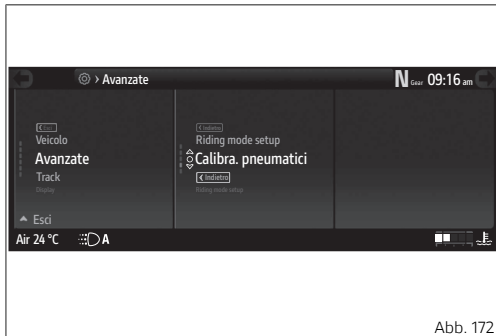 > Avanzate
N Gear 09:16 am
Esci
Veicolo
Avanzate
Track
Display
Esci
Indietro
Riding mode setup
Calibra. pneumatici
Indietro
Riding mode setup
Air 24 °C
A
Abb. 172